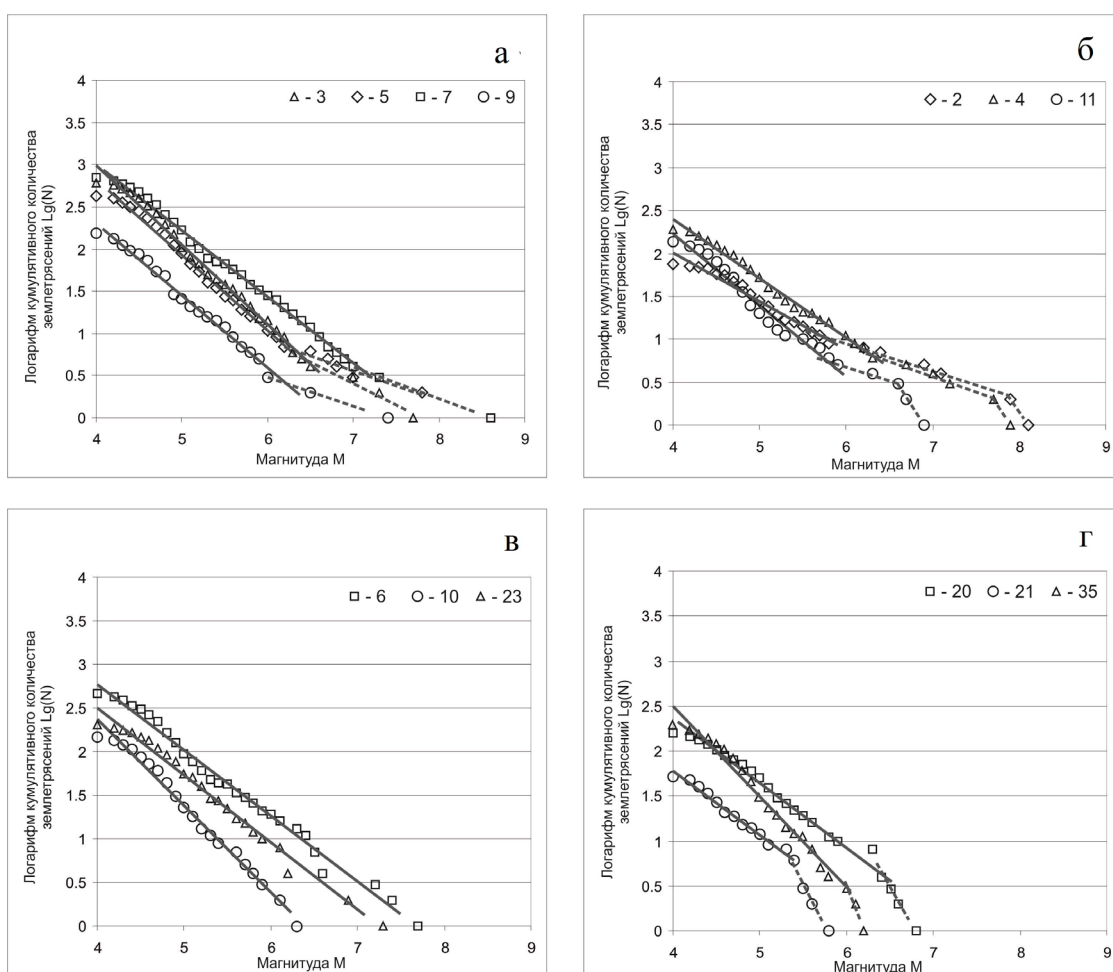 а
4
3.5
3
2.5
2
1.5
1
0.5
0
4 5 6 7 8 9
- 3 - 5 - 7 - 9
Логарифм кумулятивного количества
землетрясений Lg(N)
Магнитуда М
б
4
3.5
3
2.5
2
1.5
1
0.5
0
4 5 6 7 8 9
- 2 - 4 - 11
Логарифм кумулятивного количества
землетрясений Lg(N)
Магнитуда М
в
4
3.5
3
2.5
2
1.5
1
0.5
0
4 5 6 7 8 9
- 6 - 10 - 23
Логарифм кумулятивного количества
землетрясений Lg(N)
Магнитуда М
г
4
3.5
3
2.5
2
1.5
1
0.5
0
4 5 6 7 8 9
- 20 - 21 - 35
Логарифм кумулятивного количества
землетрясений Lg(N)
Магнитуда М